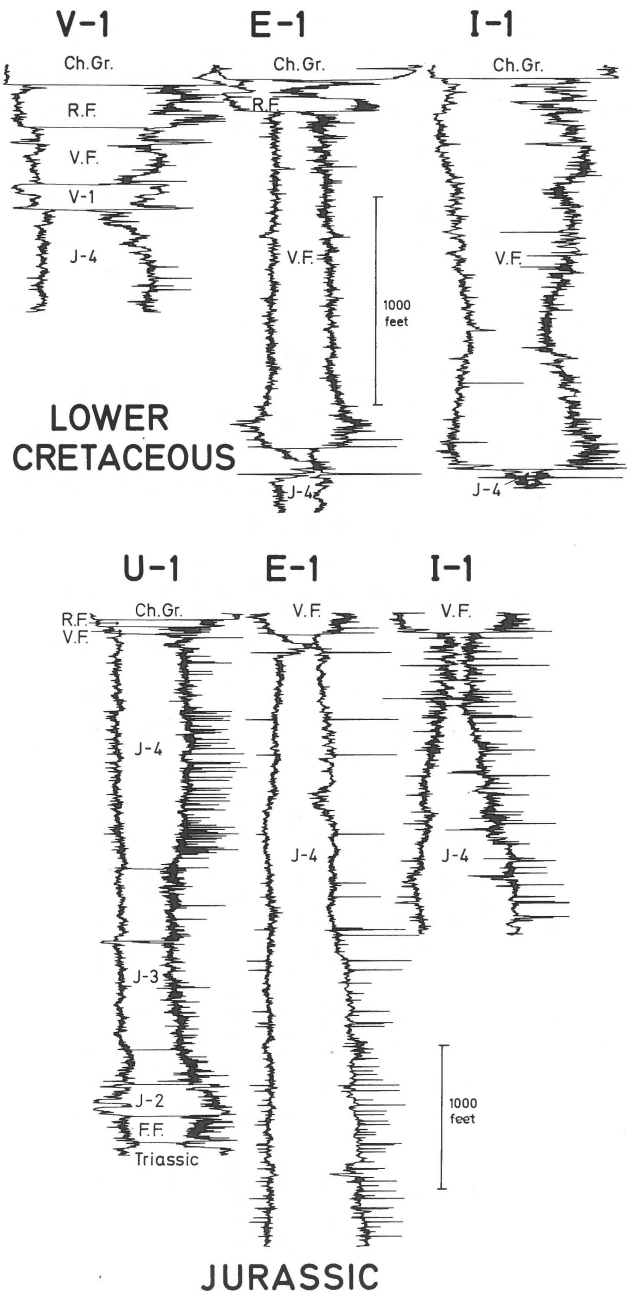 V-1
E-1
I-1
Ch.Gr.
Ch.Gr.
Ch.Gr.
R.F.
R.F.
V.F.
V-1
J-4
V.F.
V.F.
1000
feet
LOWER
CRETACEOUS
J-4
J-4
U-1
E-1
I-1
Ch.Gr.
V.F.
V.F.
R.F.
V.F.
J-4
J-4
J-4
J-3
J-2
F.F.
Triassic
1000
feet
JURASSIC